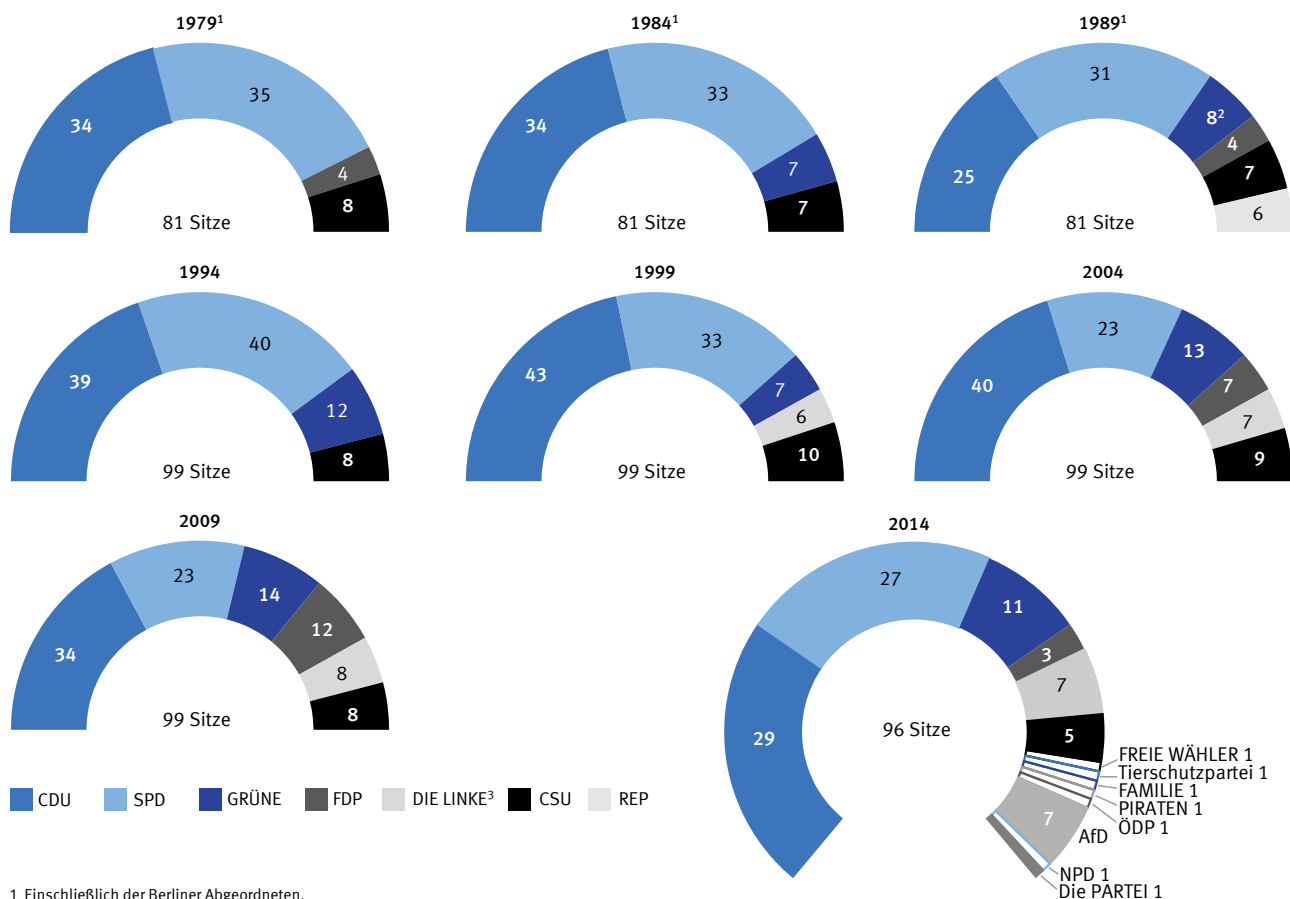 1979¹
34
35
4
8
81 Sitze
1984¹
34
33
7
7
81 Sitze
1989¹
25
31
8²
4
7
6
81 Sitze
1994
39
40
12
8
99 Sitze
1999
43
33
7
6
10
99 Sitze
2004
40
23
13
7
7
9
99 Sitze
2009
34
23
14
12
8
8
99 Sitze
2014
29
27
11
3
7
5
96 Sitze
FREIE WÄHLER 1
Tierschutzpartei 1
FAMILIE 1
PIRATEN 1
ÖDP 1
7
AfD
NPD 1
Die PARTEI 1
CDU SPD GRÜNE FDP DIE LINKE³ CSU REP
1 Einschließlich der Berliner Abgeordneten.